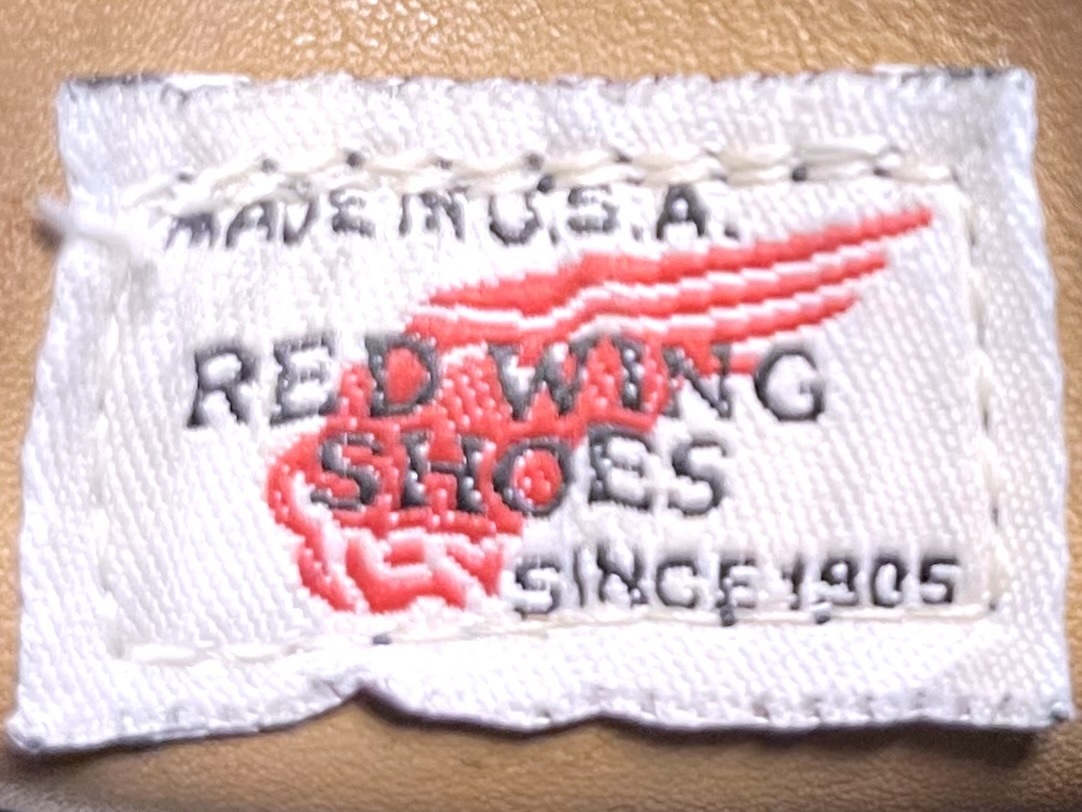 MADE IN U.S.A.
RED WING
SHOES
SINCE 1905